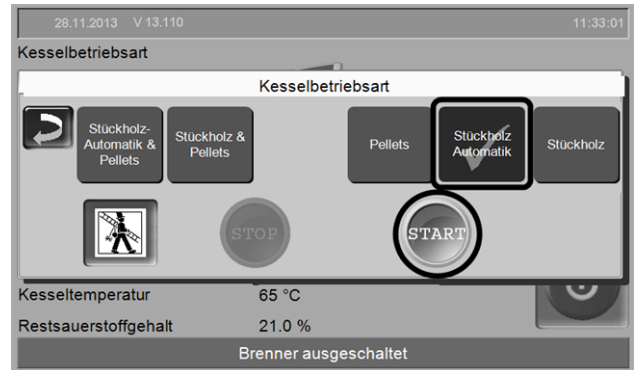 28.11.2013 V 13.110 11:33:01
Kesselbetriebsart
Kesselbetriebsart
Stückholz-
Automatik &
Pellets
Stückholz &
Pellets
Pellets
Stückholz
Automatik
Stückholz
STOP
START
Kesseltemperatur 65 °C
Restsauerstoffgehalt 21.0 %
Brenner ausgeschaltet